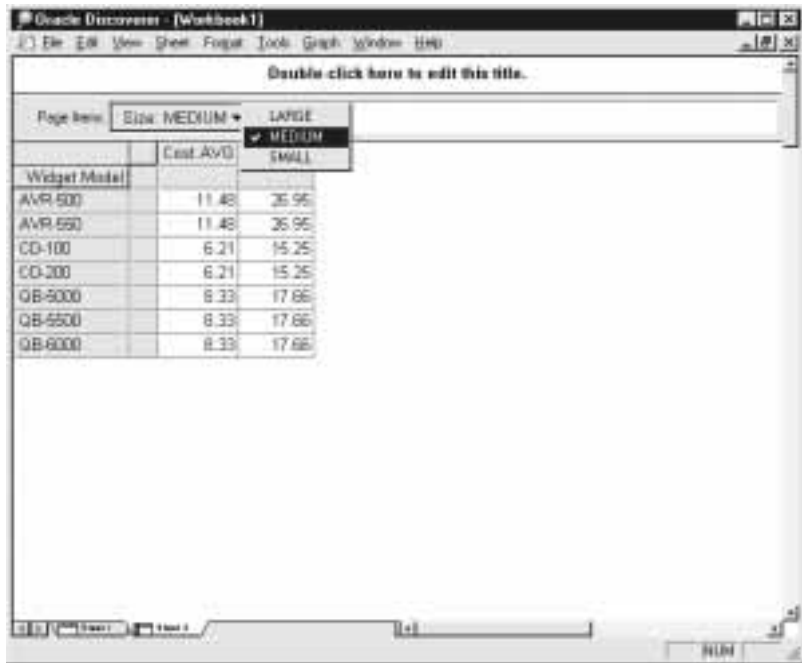 Oracle Discoverer - [Workbook1]
File Edit View Sheet Format Tools Graph Window Help
Double-click here to edit this title.
Page Items: Size: MEDIUM
LARGE
MEDIUM
SMALL
Cost AVG
Widget Model
AVR-500 11.48 26.95
AVR-550 11.48 26.95
CD-100 6.21 15.25
CD-200 6.21 15.25
QB-5000 8.33 17.66
QB-5500 8.33 17.66
QB-6000 8.33 17.66
NUM